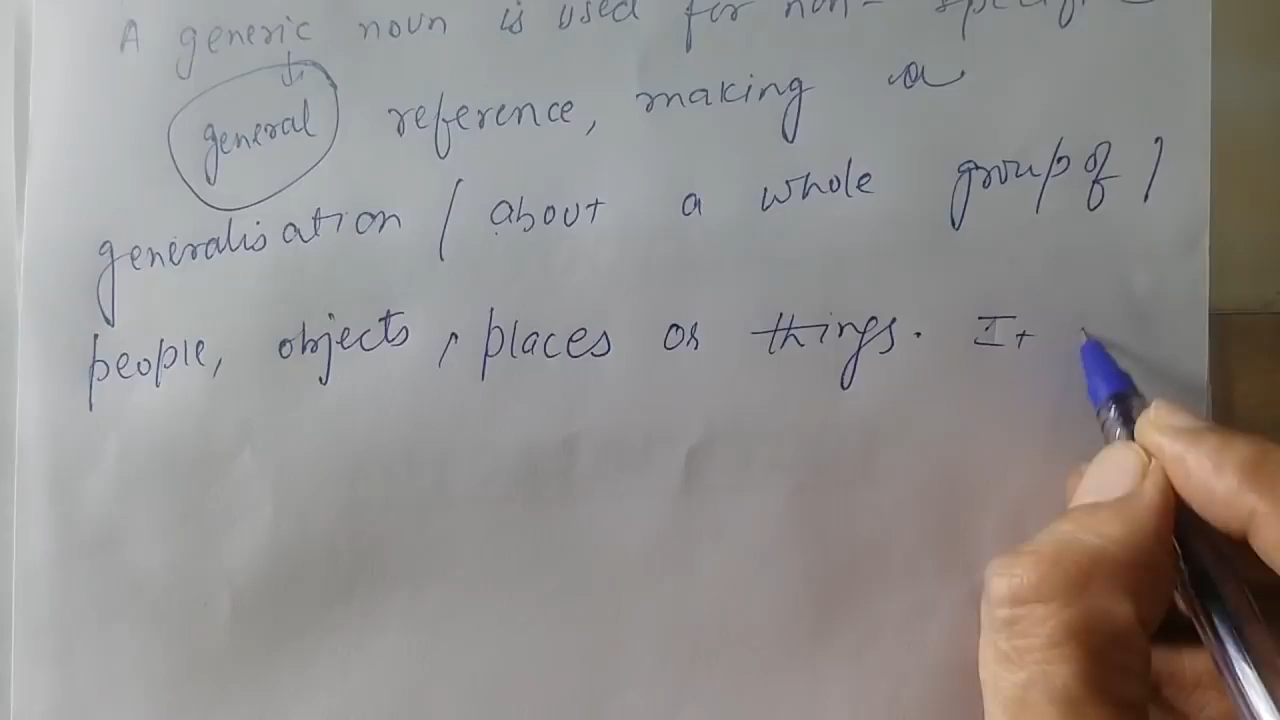 A generic noun is used for non-specific
general reference, making a
generalisation / about a whole group of /
people, objects, places or things. It